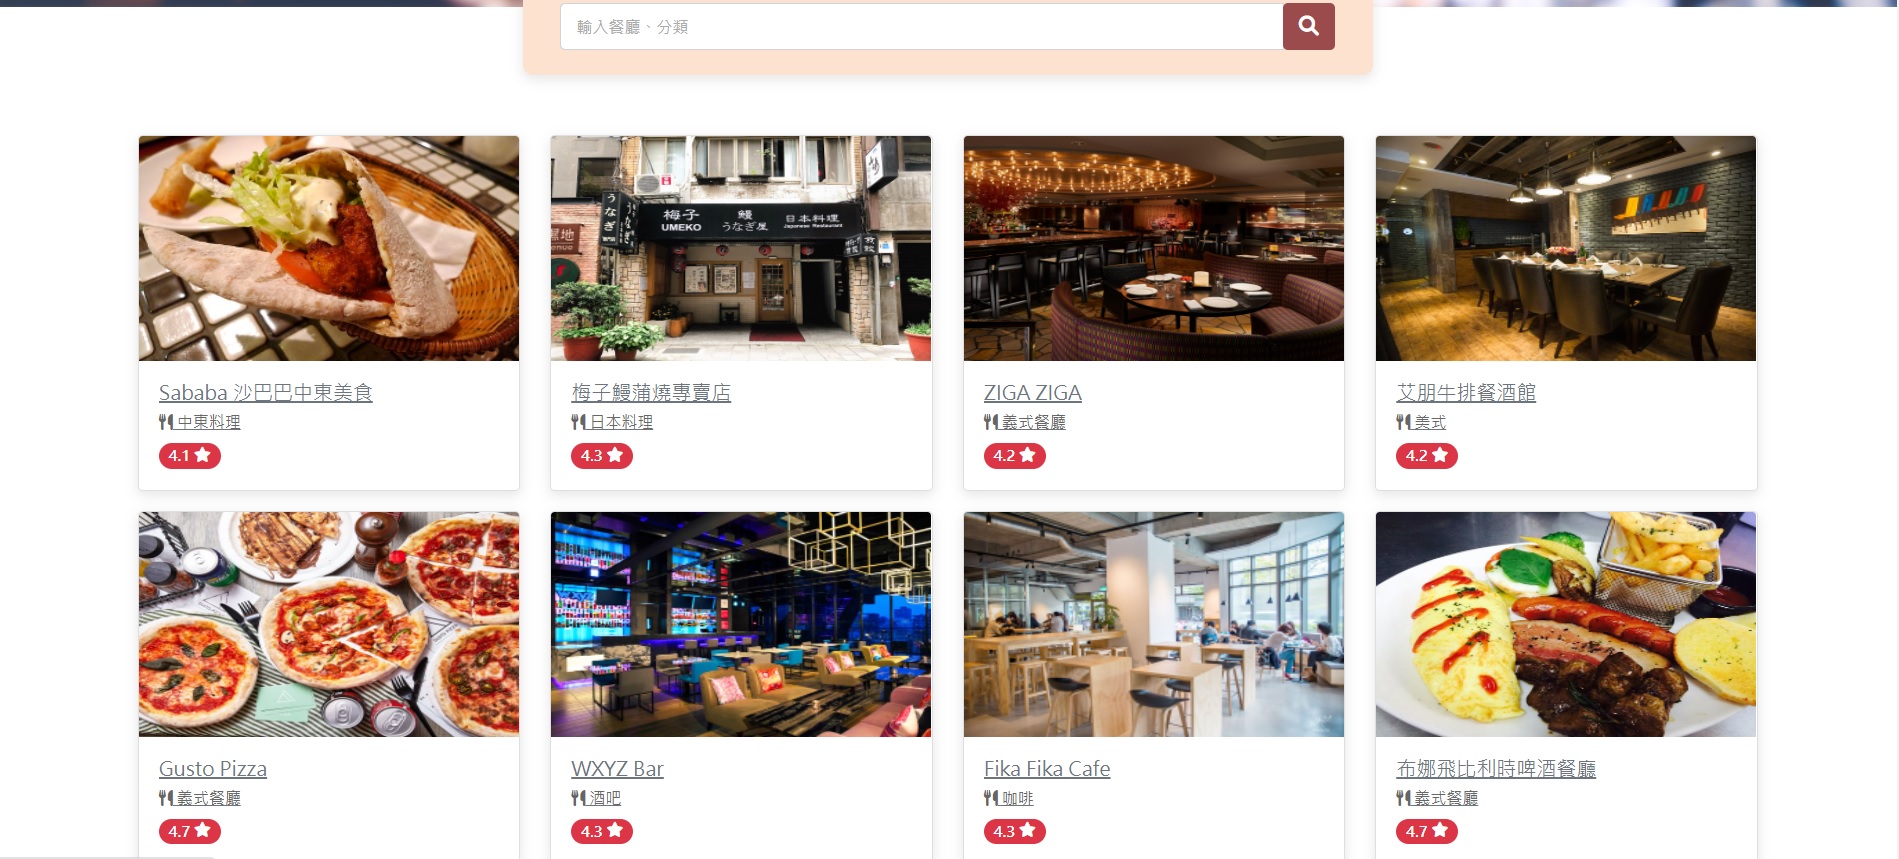 輸入餐廳、分類
梅子 鰻 日本料理
UMEKO うなぎ屋 Japanese Restaurant
うなぎ
Sababa 沙巴巴中東美食
中東料理
4.1
梅子鰻蒲燒專賣店
日本料理
4.3
ZIGA ZIGA
義式餐廳
4.2
艾朋牛排餐酒館
美式
4.2
Gusto Pizza
義式餐廳
4.7
WXYZ Bar
酒吧
4.3
Fika Fika Cafe
咖啡
4.3
布娜飛比利時啤酒餐廳
義式餐廳
4.7